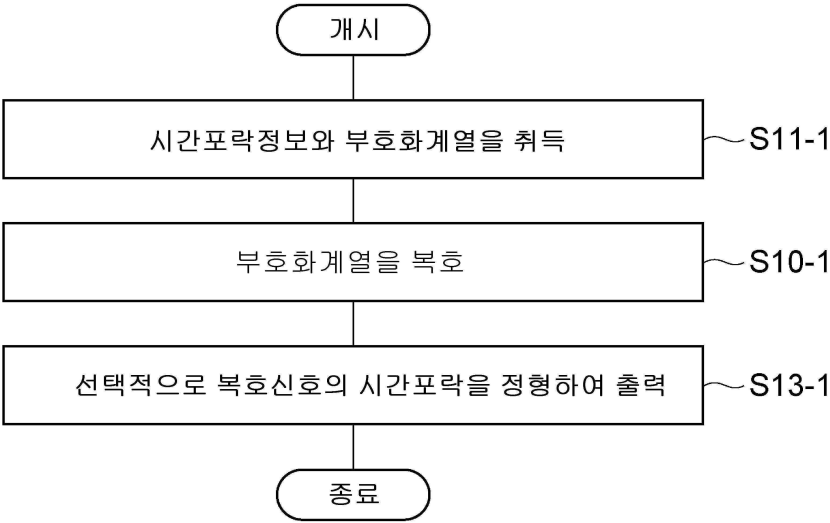 개시
시간포락정보와 부호화계열을 취득
S11-1
부호화계열을 복호
S10-1
선택적으로 복호신호의 시간포락을 정형하여 출력
S13-1
종료